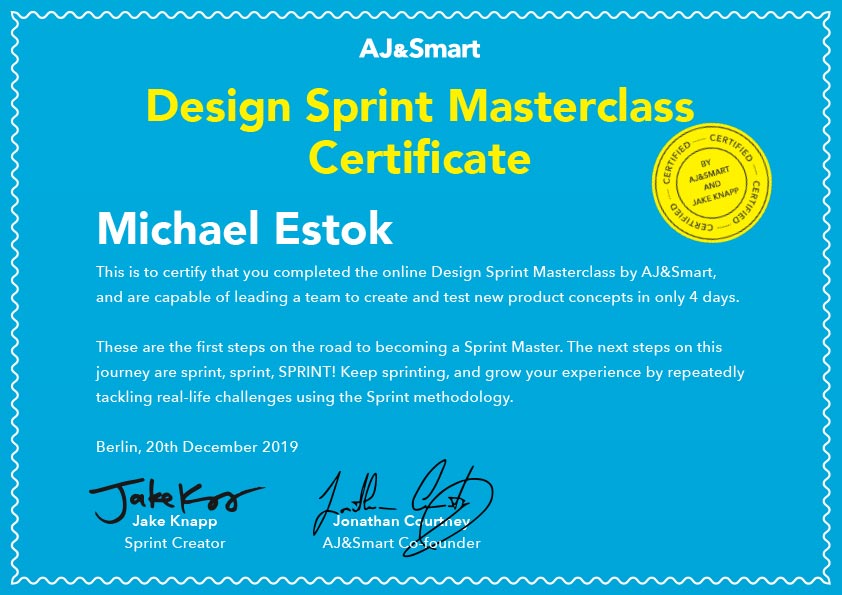 AJ&Smart
Design Sprint Masterclass
Certificate
CERTIFIED — CERTIFIED — CERTIFIED — CERTIFIED —
BY
AJ&SMART
AND
JAKE KNAPP
Michael Estok
This is to certify that you completed the online Design Sprint Masterclass by AJ&Smart,
and are capable of leading a team to create and test new product concepts in only 4 days.
These are the first steps on the road to becoming a Sprint Master. The next steps on this
journey are sprint, sprint, SPRINT! Keep sprinting, and grow your experience by repeatedly
tackling real-life challenges using the Sprint methodology.
Berlin, 20th December 2019
Jake Knapp
Jake Knapp
Sprint Creator
Jonathan Courtney
AJ&Smart Co-founder